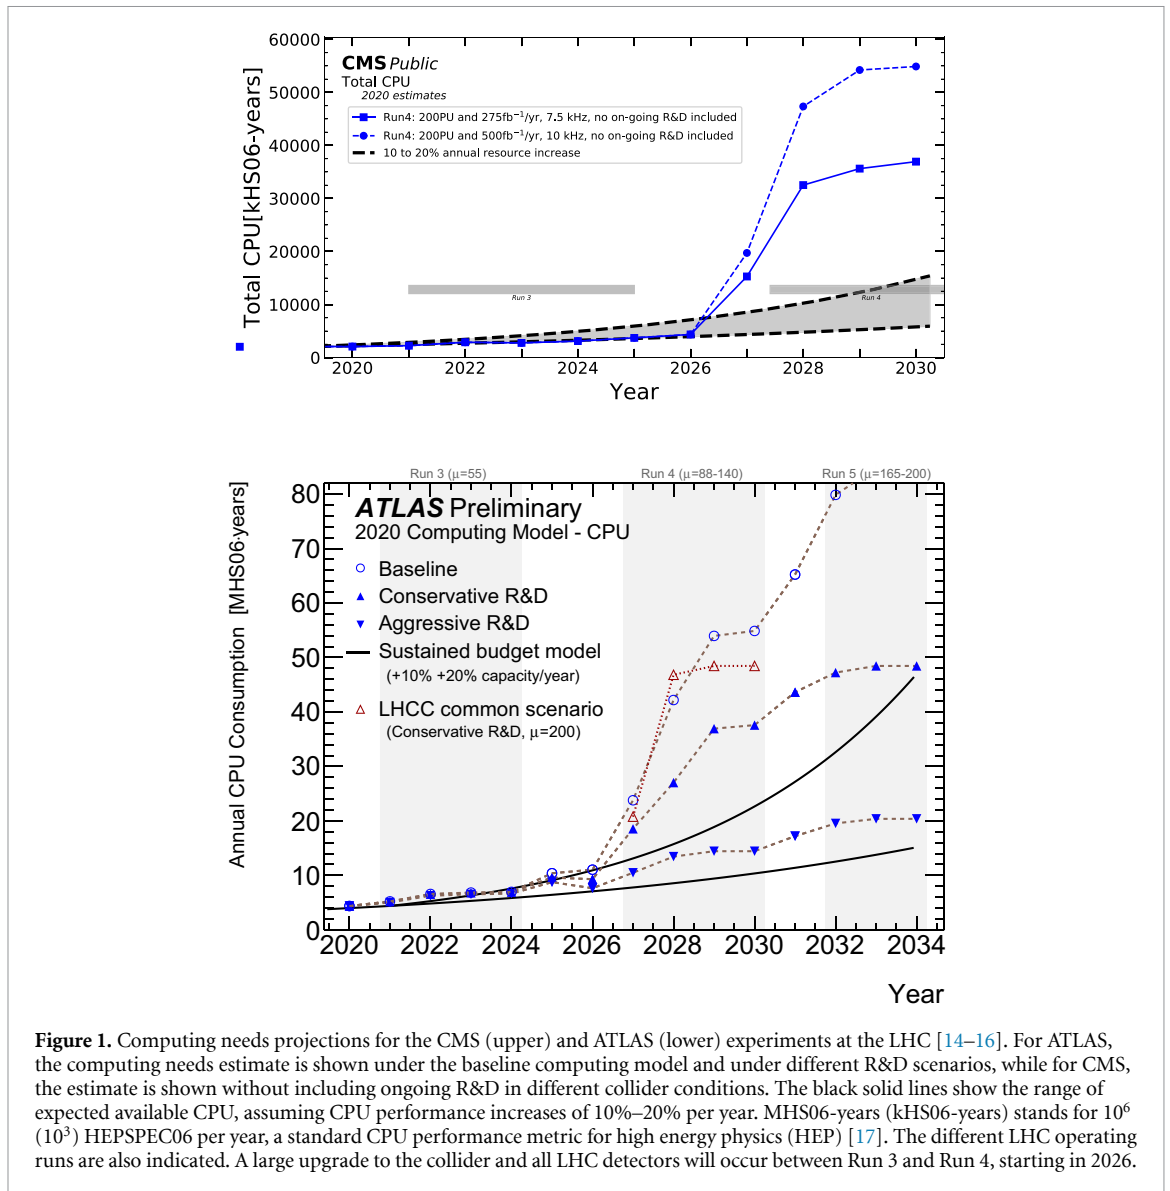 60000
50000
40000
30000
20000
10000
0
Total CPU[kHS06-years]
CMS Public
Total CPU
2020 estimates
Run4: 200PU and 275fb⁻¹/yr, 7.5 kHz, no on-going R&D included
Run4: 200PU and 500fb⁻¹/yr, 10 kHz, no on-going R&D included
10 to 20% annual resource increase
Run 3
Run 4
2020 2022 2024 2026 2028 2030
Year
Run 3 (μ=55) Run 4 (μ=88-140) Run 5 (μ=165-200)
80
70
60
50
40
30
20
10
0
Annual CPU Consumption [MHS06·years]
ATLAS Preliminary
2020 Computing Model - CPU
Baseline
Conservative R&D
Aggressive R&D
Sustained budget model
(+10% +20% capacity/year)
LHCC common scenario
(Conservative R&D, μ=200)
2020 2022 2024 2026 2028 2030 2032 2034
Year
Figure 1. Computing needs projections for the CMS (upper) and ATLAS (lower) experiments at the LHC [14–16]. For ATLAS,
the computing needs estimate is shown under the baseline computing model and under different R&D scenarios, while for CMS,
the estimate is shown without including ongoing R&D in different collider conditions. The black solid lines show the range of
expected available CPU, assuming CPU performance increases of 10%–20% per year. MHS06-years (kHS06-years) stands for 10⁶
(10³) HEPSPEC06 per year, a standard CPU performance metric for high energy physics (HEP) [17]. The different LHC operating
runs are also indicated. A large upgrade to the collider and all LHC detectors will occur between Run 3 and Run 4, starting in 2026.